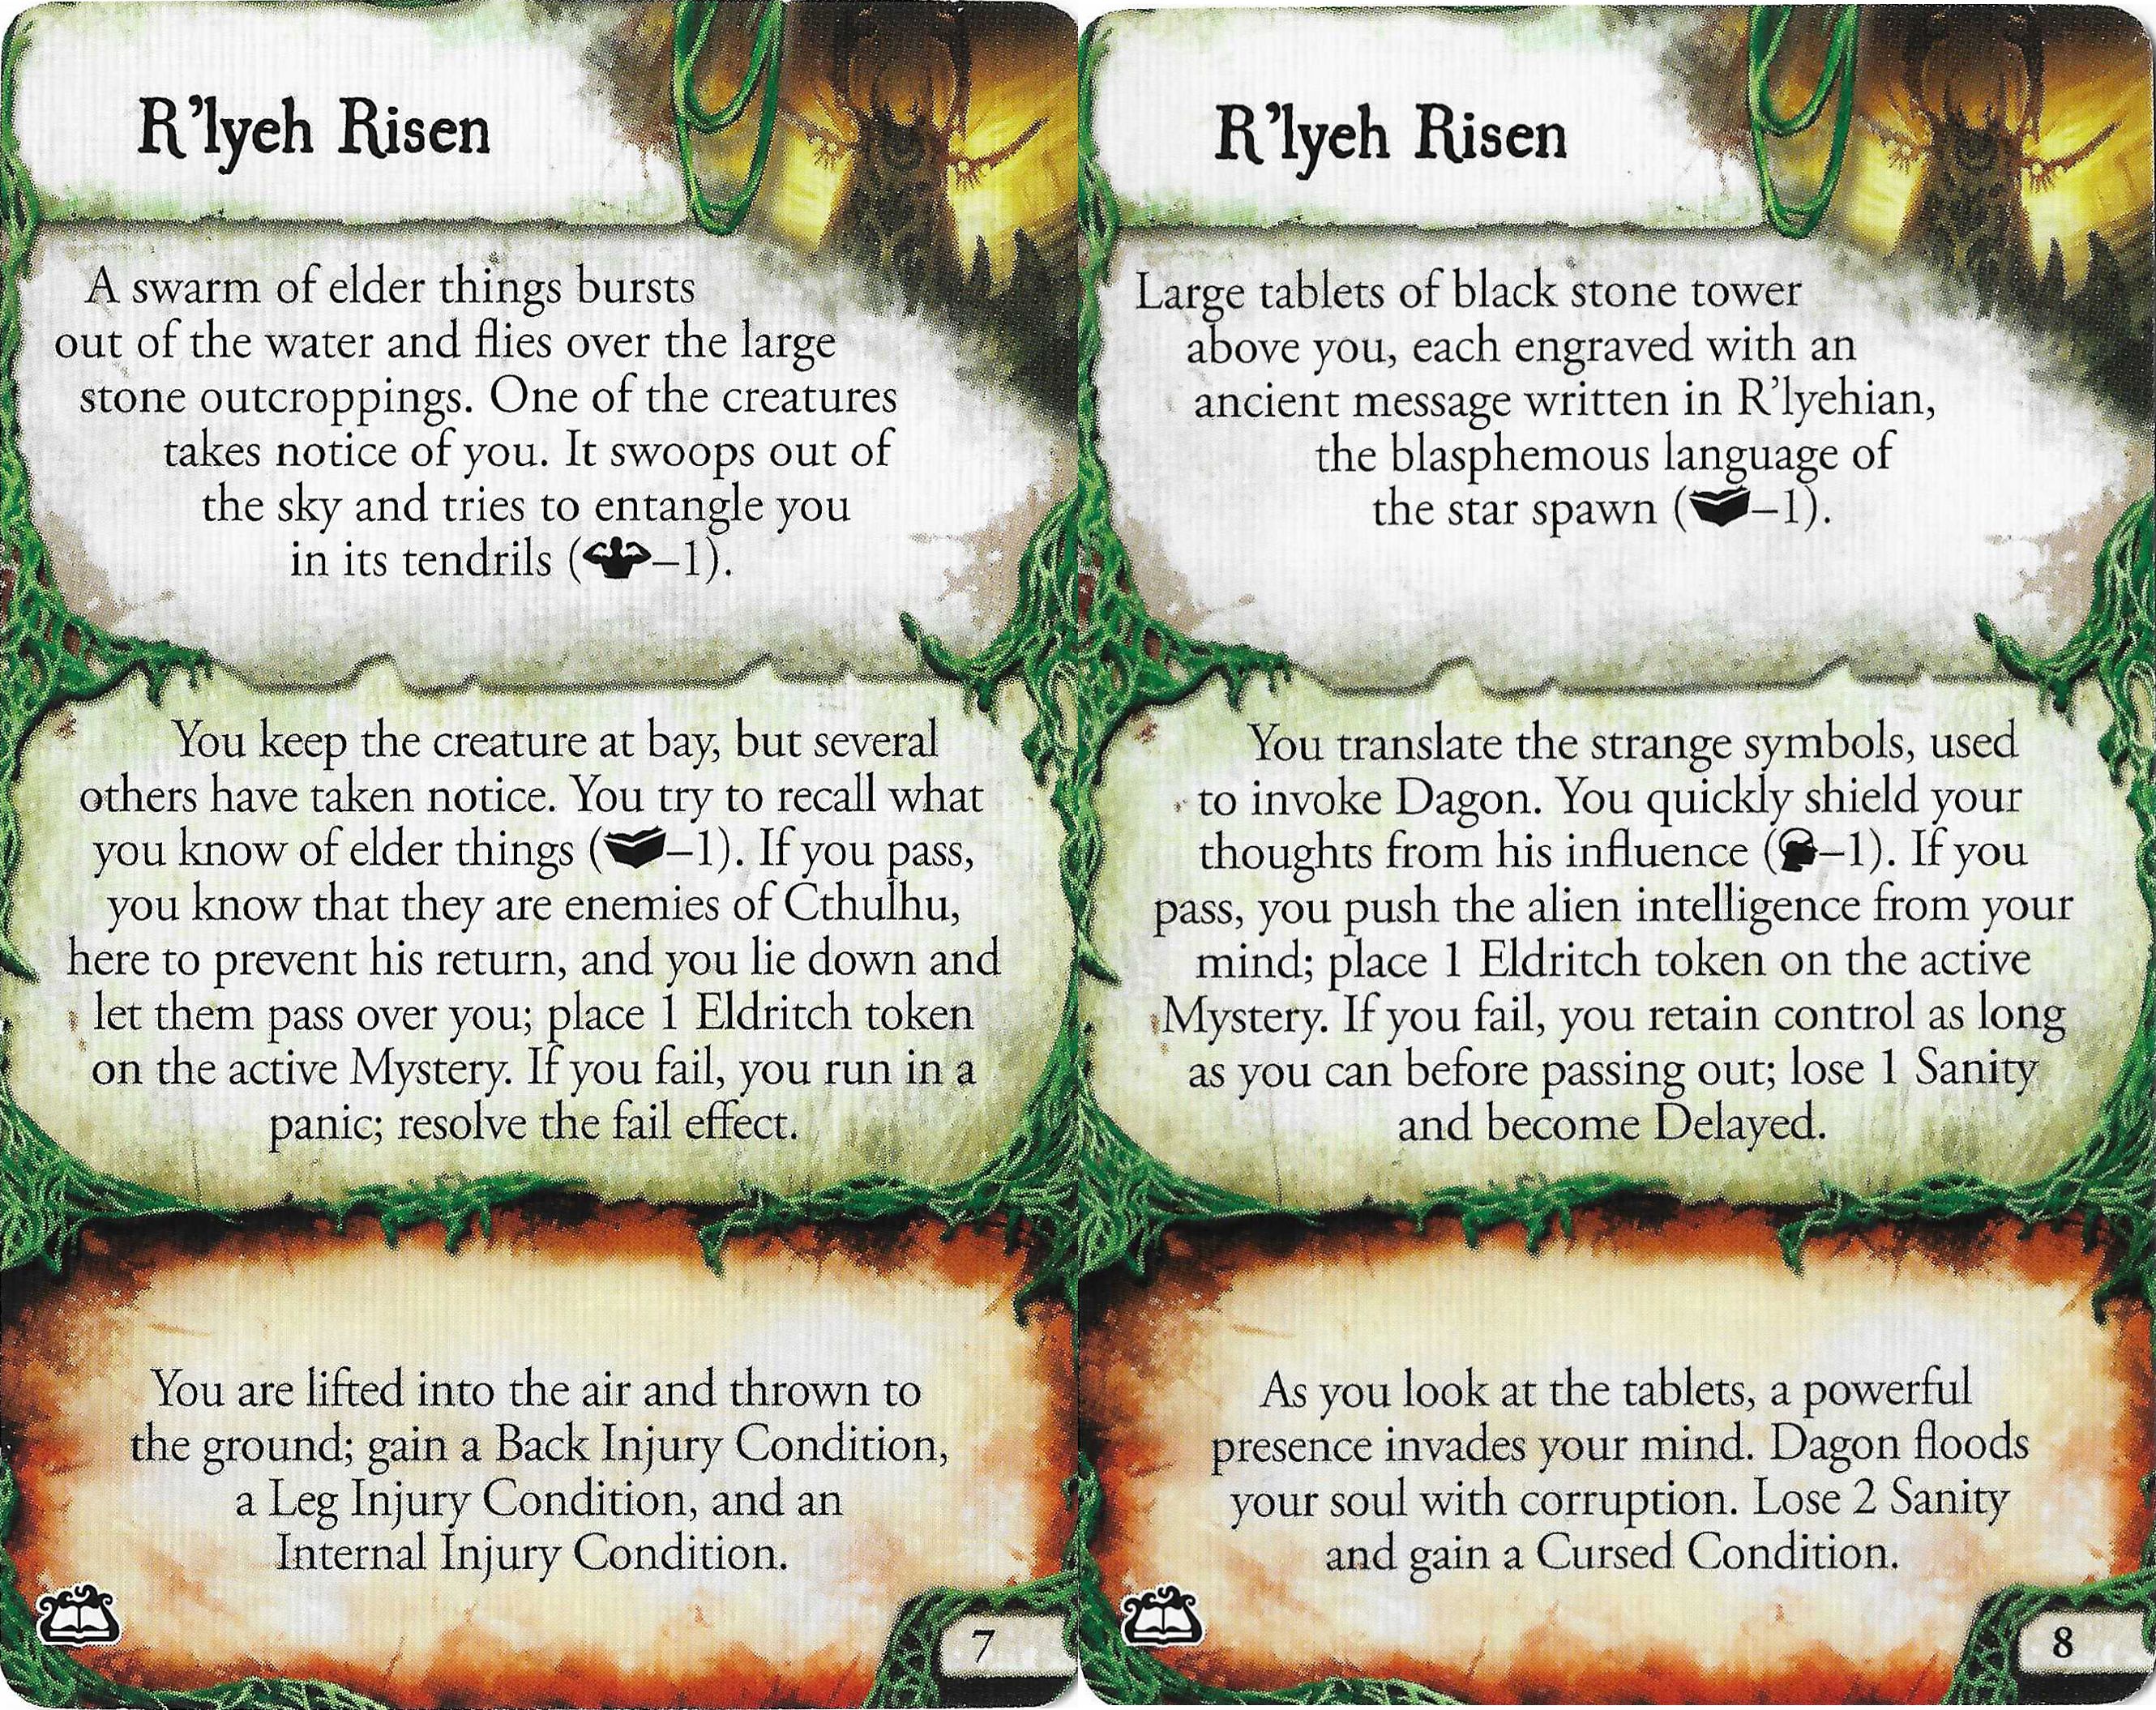 R’lyeh Risen
A swarm of elder things bursts
out of the water and flies over the large
stone outcroppings. One of the creatures
takes notice of you. It swoops out of
the sky and tries to entangle you
in its tendrils (–1).
You keep the creature at bay, but several
others have taken notice. You try to recall what
you know of elder things (–1). If you pass,
you know that they are enemies of Cthulhu,
here to prevent his return, and you lie down and
let them pass over you; place 1 Eldritch token
on the active Mystery. If you fail, you run in a
panic; resolve the fail effect.
You are lifted into the air and thrown to
the ground; gain a Back Injury Condition,
a Leg Injury Condition, and an
Internal Injury Condition.
7
R’lyeh Risen
Large tablets of black stone tower
above you, each engraved with an
ancient message written in R’lyehian,
the blasphemous language of
the star spawn (–1).
You translate the strange symbols, used
to invoke Dagon. You quickly shield your
thoughts from his influence (–1). If you
pass, you push the alien intelligence from your
mind; place 1 Eldritch token on the active
Mystery. If you fail, you retain control as long
as you can before passing out; lose 1 Sanity
and become Delayed.
As you look at the tablets, a powerful
presence invades your mind. Dagon floods
your soul with corruption. Lose 2 Sanity
and gain a Cursed Condition.
8